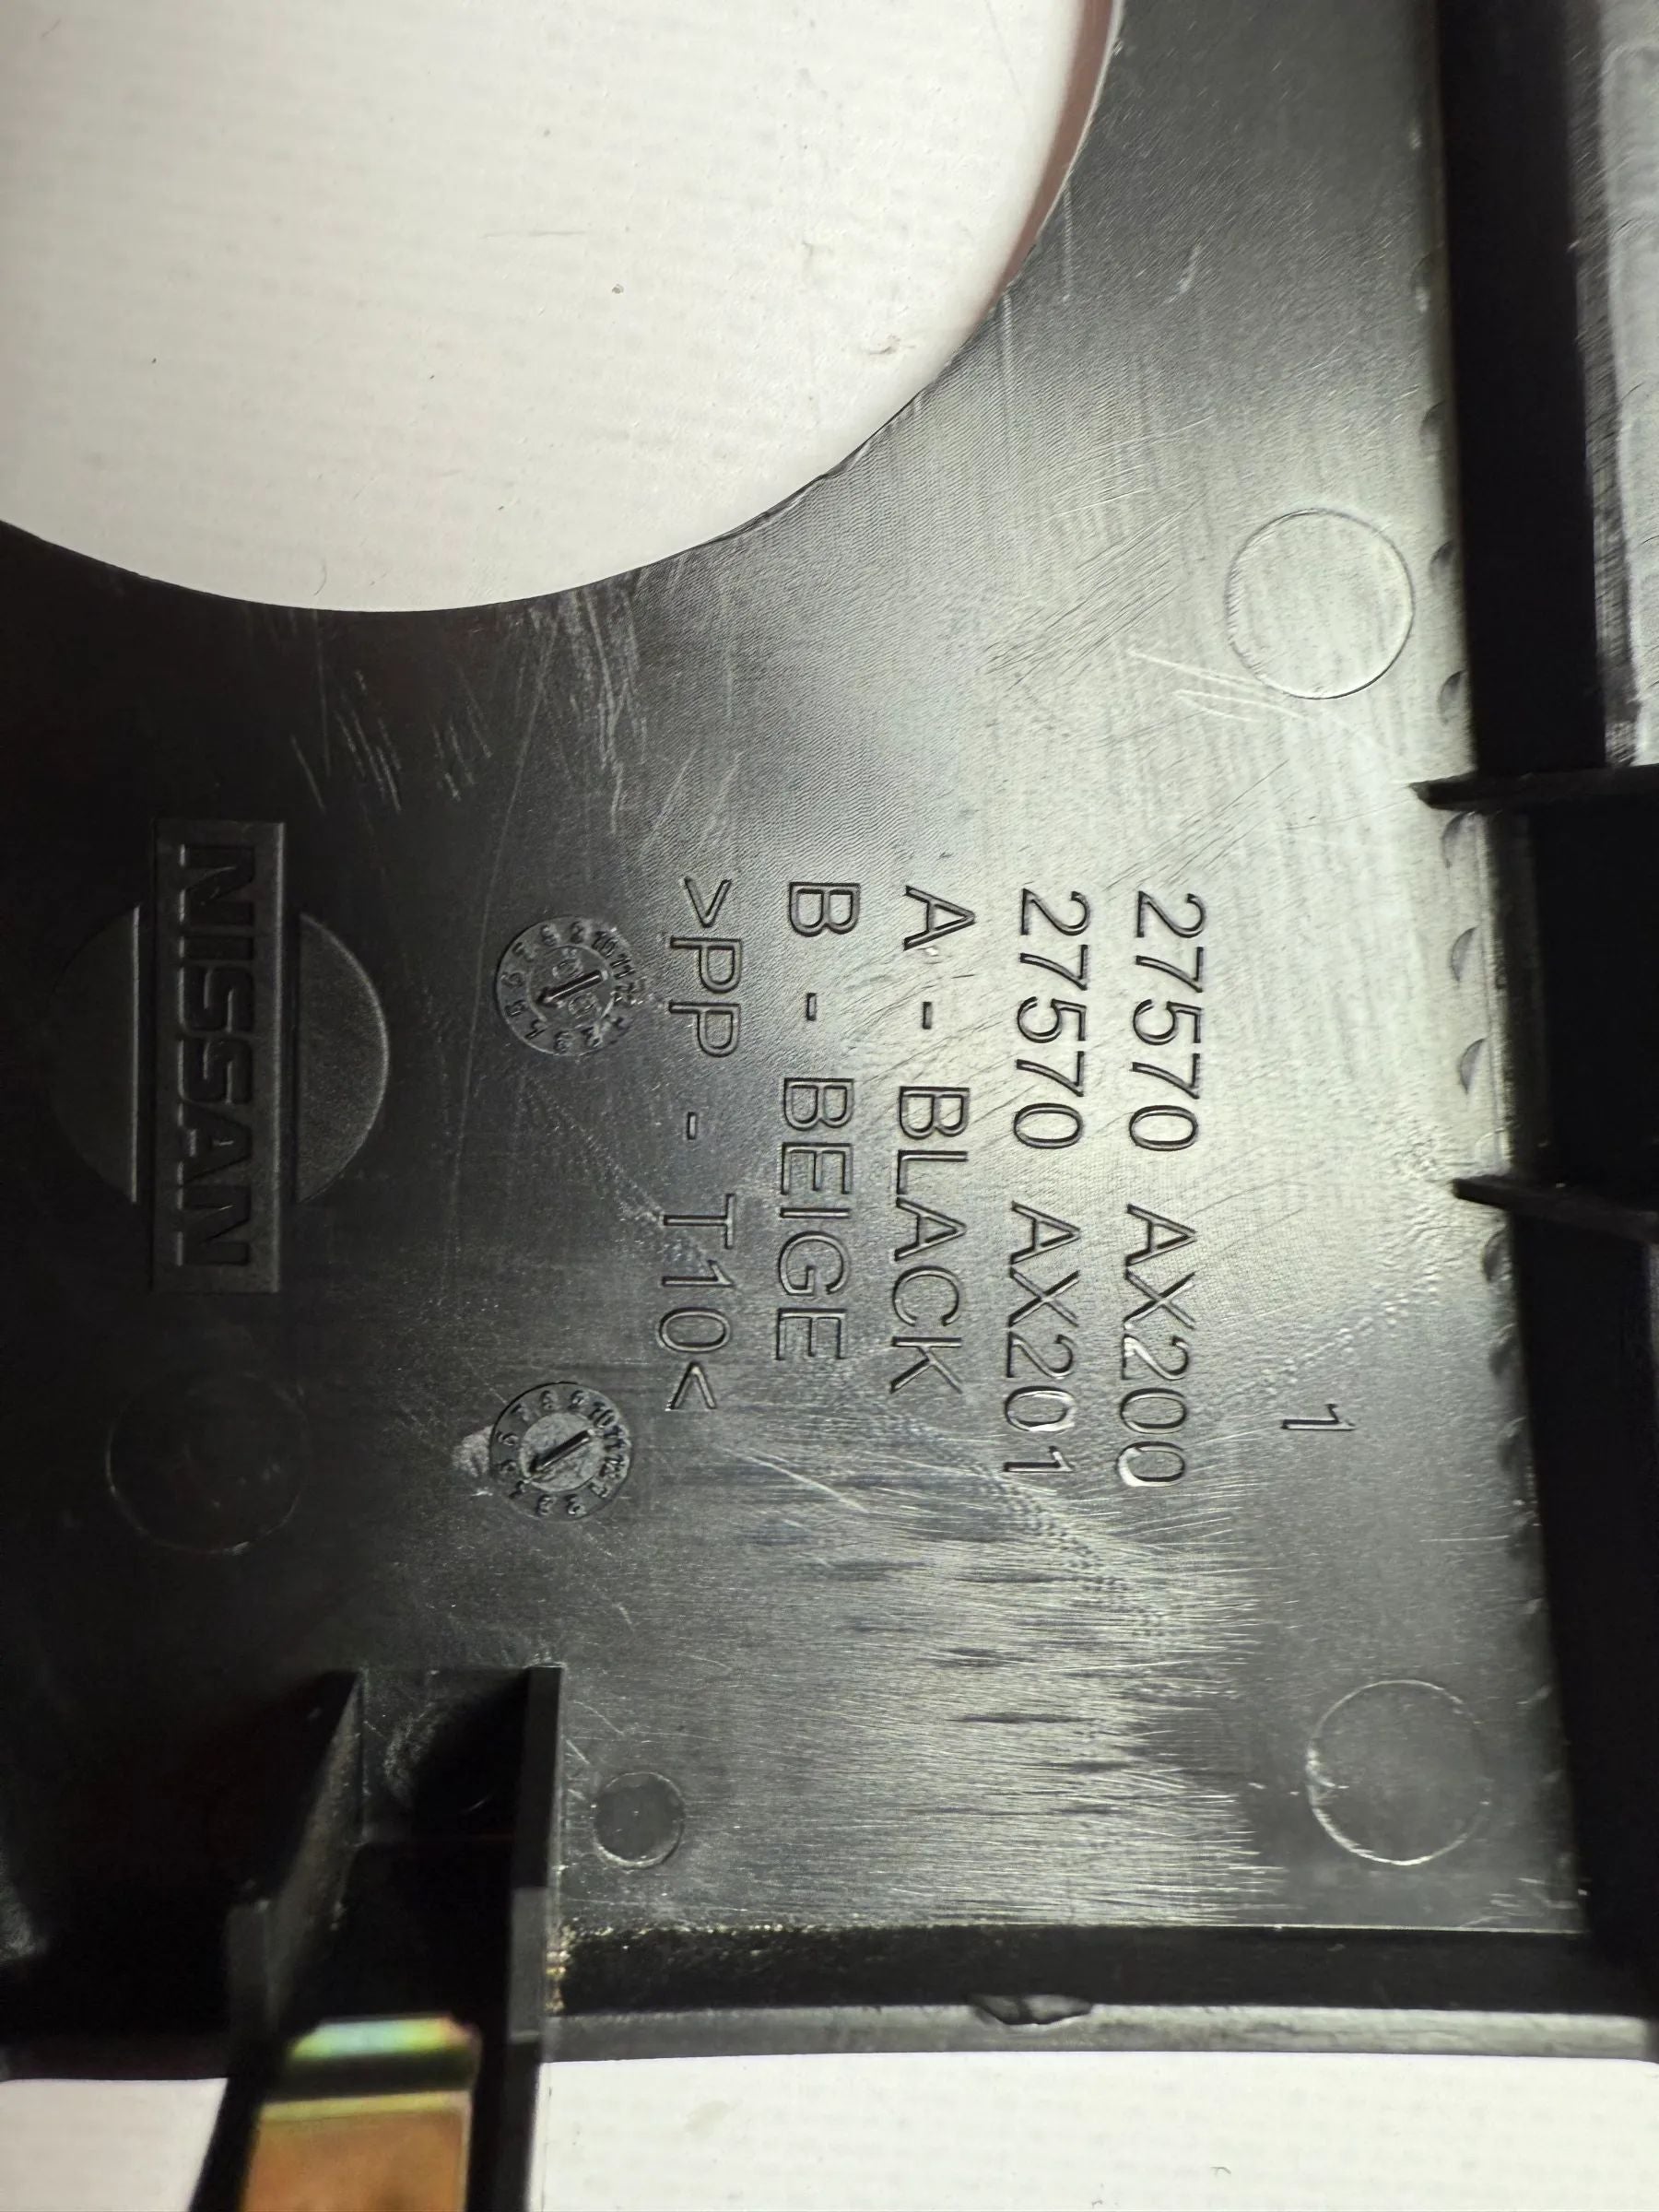 1
27570 AX200
27570 AX201
A - BLACK
B - BEIGE
>PP - T10<
NISSAN